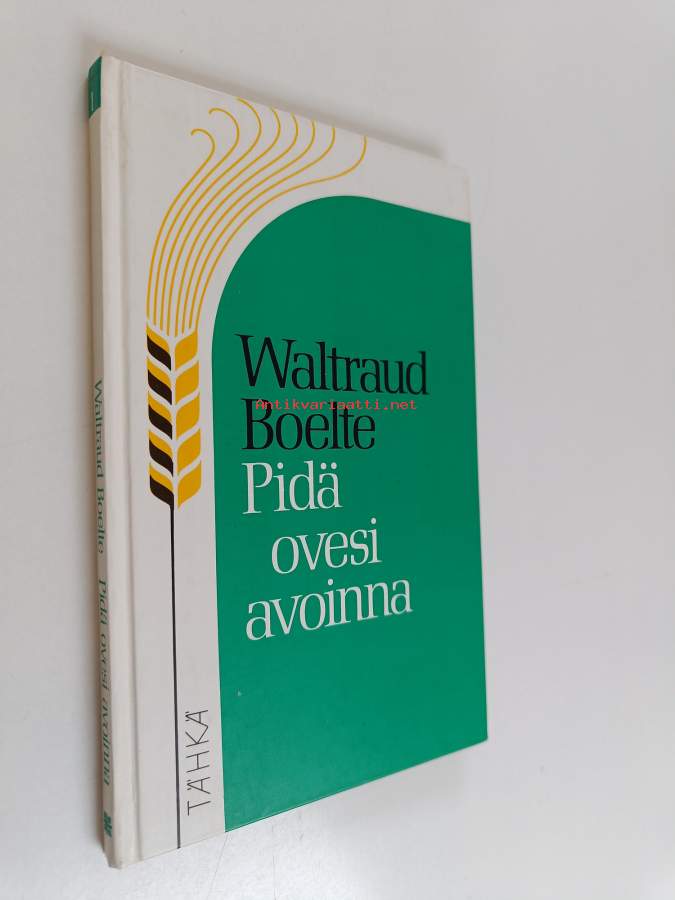 Waltraud
Antikvariaatti.net
Boelte
Pidä
ovesi
avoinna
TÄHKÄ
Waltraud Boelte Pidä ovesi avoinna